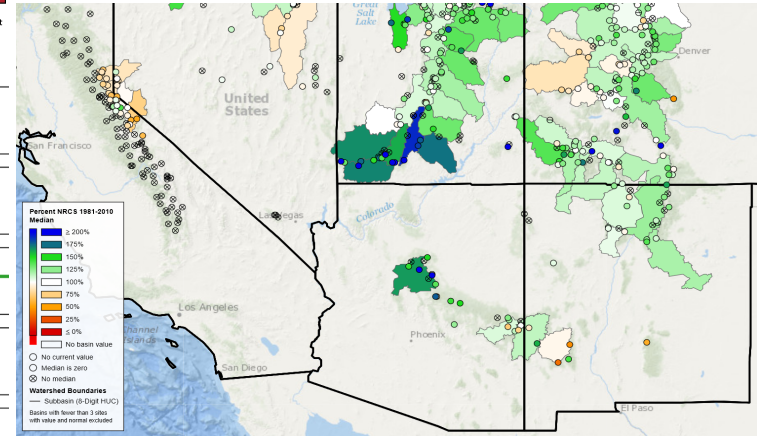 Great
Salt
Lake
Denver
United
States
San Francisco
Las Vegas
Colorado
Percent NRCS 1981-2010
Median
≥ 200%
175%
150%
125%
100%
75%
50%
25%
≤ 0%
No basin value
No current value
Median is zero
No median
Watershed Boundaries
Subbasin (8-Digit HUC)
Basins with fewer than 3 sites
with value and normal excluded
Los Angeles
Channel
Islands
San Diego
Phoenix
El Paso